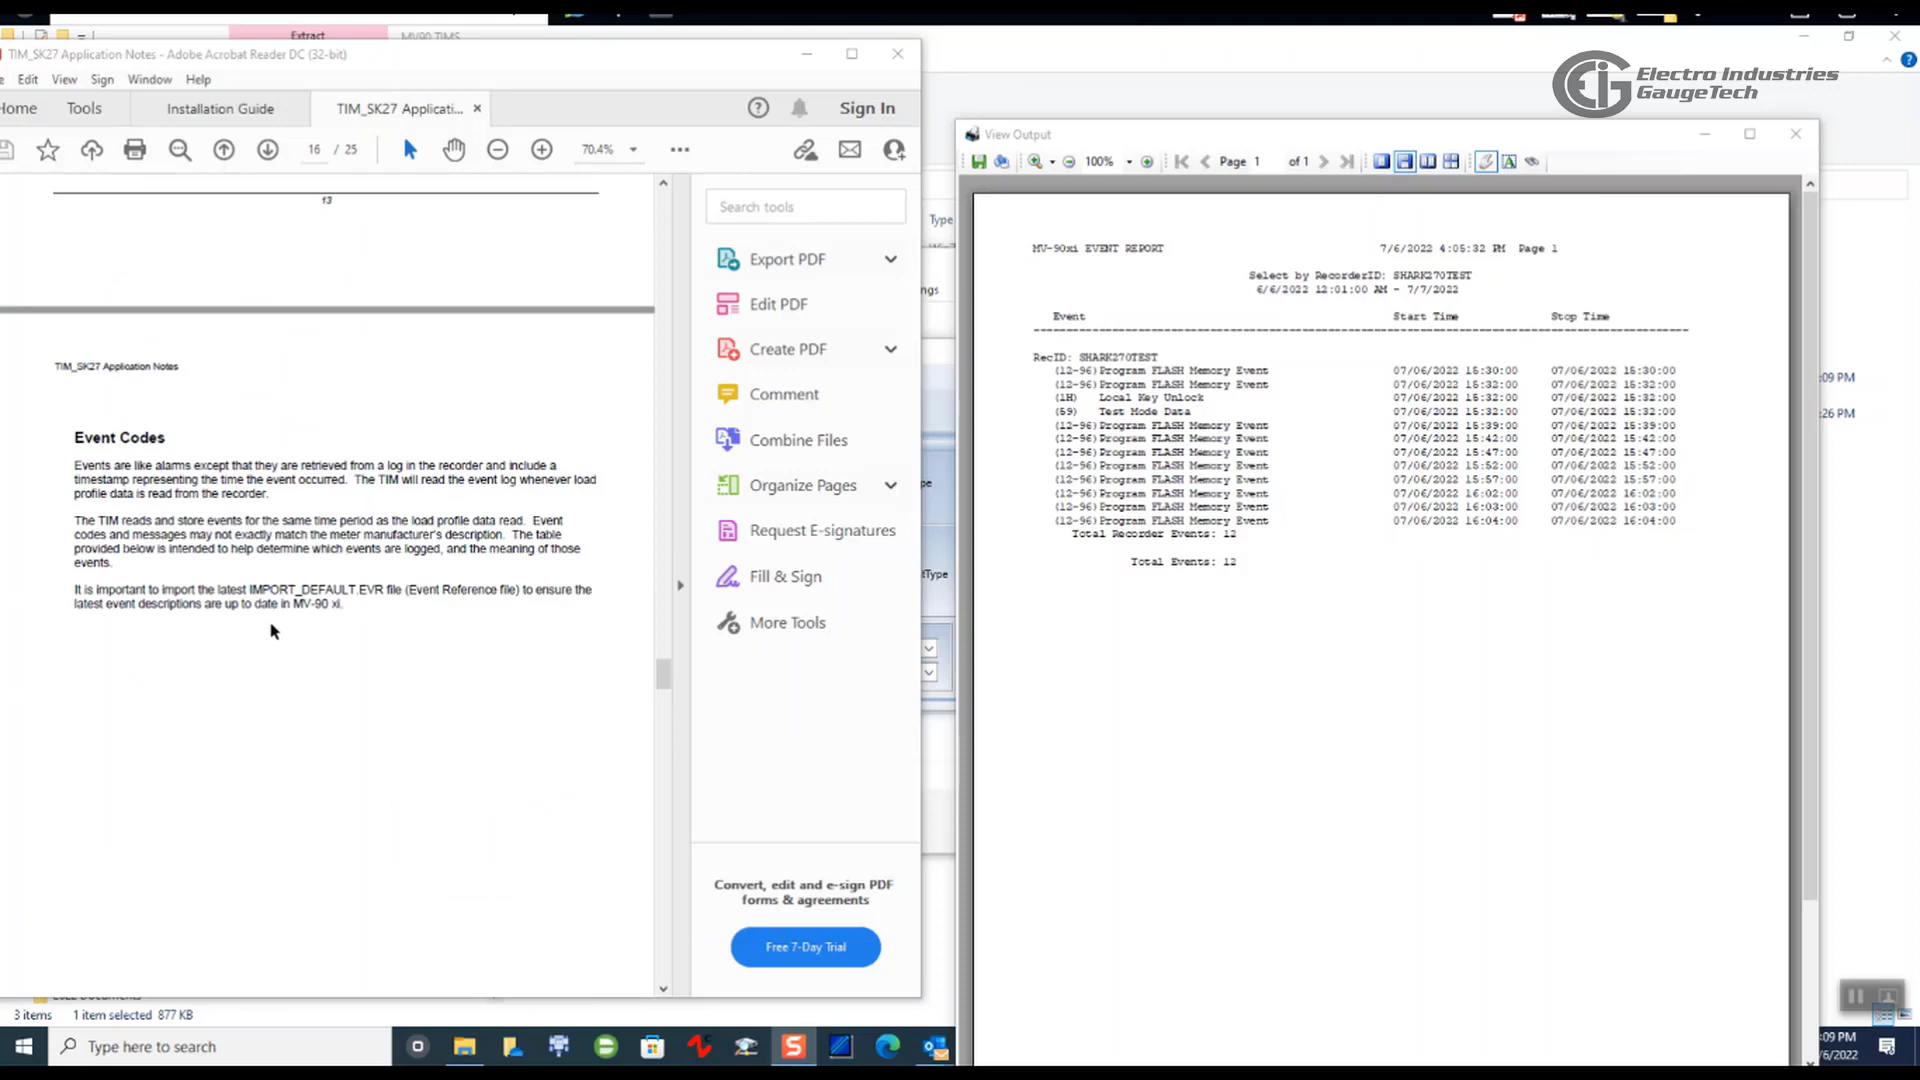 Extract
MV90 TIMS
TIM_SK27 Application Notes - Adobe Acrobat Reader DC (32-bit)
Edit View Sign Window Help
Home Tools Installation Guide TIM_SK27 Applicati... × Sign In
16 / 25 70.4%
13
TIM_SK27 Application Notes
Event Codes
Events are like alarms except that they are retrieved from a log in the recorder and include a
timestamp representing the time the event occurred. The TIM will read the event log whenever load
profile data is read from the recorder.
The TIM reads and store events for the same time period as the load profile data read. Event
codes and messages may not exactly match the meter manufacturer's description. The table
provided below is intended to help determine which events are logged, and the meaning of those
events.
It is important to import the latest IMPORT_DEFAULT.EVR file (Event Reference file) to ensure the
latest event descriptions are up to date in MV-90 xi.
Search tools
Export PDF
Edit PDF
Create PDF
Comment
Combine Files
Organize Pages
Request E-signatures
Fill & Sign
More Tools
Convert, edit and e-sign PDF
forms & agreements
Free 7-Day Trial
Type
ngs
EIG Electro Industries
GaugeTech
View Output
100% Page 1 of 1
MV-90xi EVENT REPORT 7/6/2022 4:05:32 PM Page 1
Select by RecorderID: SHARK270TEST
6/6/2022 12:01:00 AM - 7/7/2022
Event Start Time Stop Time
RecID: SHARK270TEST
(12-96)Program FLASH Memory Event 07/06/2022 15:30:00 07/06/2022 15:30:00
(12-96)Program FLASH Memory Event 07/06/2022 15:32:00 07/06/2022 15:32:00
(1H) Local Key Unlock 07/06/2022 15:32:00 07/06/2022 15:32:00
(59) Test Mode Data 07/06/2022 15:32:00 07/06/2022 15:32:00
(12-96)Program FLASH Memory Event 07/06/2022 15:39:00 07/06/2022 15:39:00
(12-96)Program FLASH Memory Event 07/06/2022 15:42:00 07/06/2022 15:42:00
(12-96)Program FLASH Memory Event 07/06/2022 15:47:00 07/06/2022 15:47:00
(12-96)Program FLASH Memory Event 07/06/2022 15:52:00 07/06/2022 15:52:00
(12-96)Program FLASH Memory Event 07/06/2022 15:57:00 07/06/2022 15:57:00
(12-96)Program FLASH Memory Event 07/06/2022 16:02:00 07/06/2022 16:02:00
(12-96)Program FLASH Memory Event 07/06/2022 16:03:00 07/06/2022 16:03:00
(12-96)Program FLASH Memory Event 07/06/2022 16:04:00 07/06/2022 16:04:00
Total Recorder Events: 12
Total Events: 12
:09 PM
:26 PM
3 items 1 item selected 877 KB
Type here to search
:09 PM
/6/2022